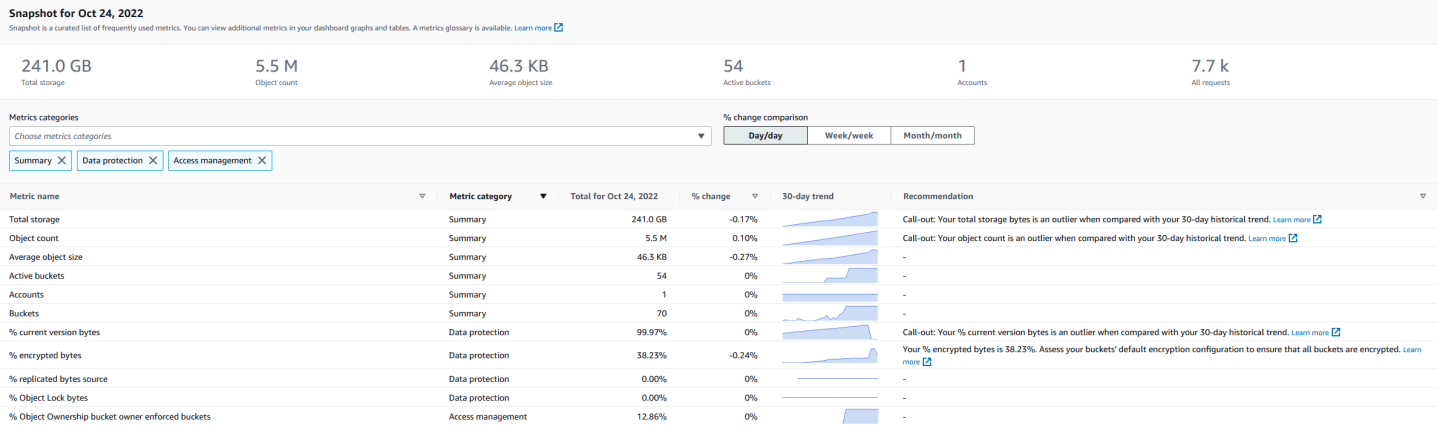 Snapshot for Oct 24, 2022
Snapshot is a curated list of frequently used metrics. You can view additional metrics in your dashboard graphs and tables. A metrics glossary is available. Learn more
241.0 GB 5.5 M 46.3 KB 54 1 7.7 k
Total storage Object count Average object size Active buckets Accounts All requests
Metrics categories % change comparison
Choose metrics categories Day/day Week/week Month/month
Summary Data protection Access management
Metric name Metric category Total for Oct 24, 2022 % change 30-day trend Recommendation
Total storage Summary 241.0 GB -0.17% Call-out: Your total storage bytes is an outlier when compared with your 30-day historical trend. Learn more
Object count Summary 5.5 M 0.10% Call-out: Your object count is an outlier when compared with your 30-day historical trend. Learn more
Average object size Summary 46.3 KB -0.27% -
Active buckets Summary 54 0% -
Accounts Summary 1 0% -
Buckets Summary 70 0% -
% current version bytes Data protection 99.97% 0% Call-out: Your % current version bytes is an outlier when compared with your 30-day historical trend. Learn more
% encrypted bytes Data protection 38.23% -0.24% Your % encrypted bytes is 38.23%. Assess your buckets' default encryption configuration to ensure that all buckets are encrypted. Learn
more
% replicated bytes source Data protection 0.00% 0% -
% Object Lock bytes Data protection 0.00% 0% -
% Object Ownership bucket owner enforced buckets Access management 12.86% 0% -